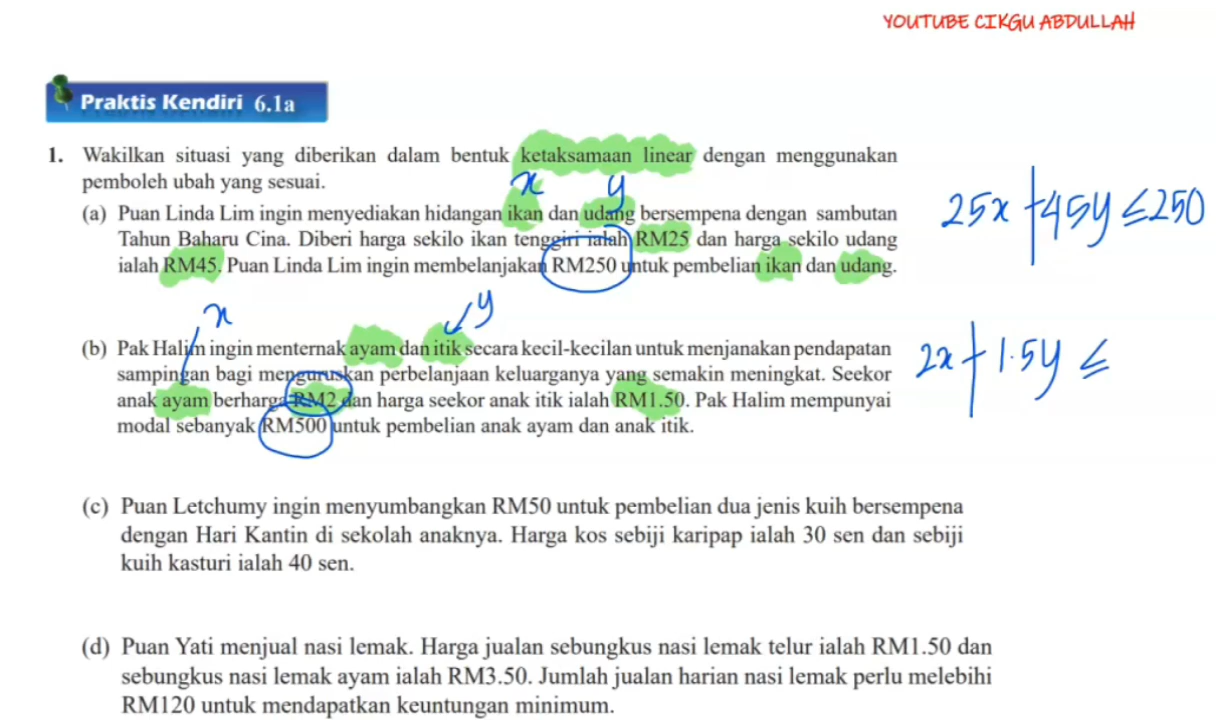 YOUTUBE CIKGU ABDULLAH
Praktis Kendiri 6.1a
1. Wakilkan situasi yang diberikan dalam bentuk ketaksamaan linear dengan menggunakan
pemboleh ubah yang sesuai.
x y
(a) Puan Linda Lim ingin menyediakan hidangan ikan dan udang bersempena dengan sambutan
Tahun Baharu Cina. Diberi harga sekilo ikan tenggiri ialah RM25 dan harga sekilo udang
ialah RM45. Puan Linda Lim ingin membelanjakan RM250 untuk pembelian ikan dan udang.
25x + 45y ≤ 250
x y
(b) Pak Halim ingin menternak ayam dan itik secara kecil-kecilan untuk menjanakan pendapatan
sampingan bagi menguruskan perbelanjaan keluarganya yang semakin meningkat. Seekor
anak ayam berharga RM2 dan harga seekor anak itik ialah RM1.50. Pak Halim mempunyai
modal sebanyak RM500 untuk pembelian anak ayam dan anak itik.
2x + 1.5y ≤
(c) Puan Letchumy ingin menyumbangkan RM50 untuk pembelian dua jenis kuih bersempena
dengan Hari Kantin di sekolah anaknya. Harga kos sebiji karipap ialah 30 sen dan sebiji
kuih kasturi ialah 40 sen.
(d) Puan Yati menjual nasi lemak. Harga jualan sebungkus nasi lemak telur ialah RM1.50 dan
sebungkus nasi lemak ayam ialah RM3.50. Jumlah jualan harian nasi lemak perlu melebihi
RM120 untuk mendapatkan keuntungan minimum.